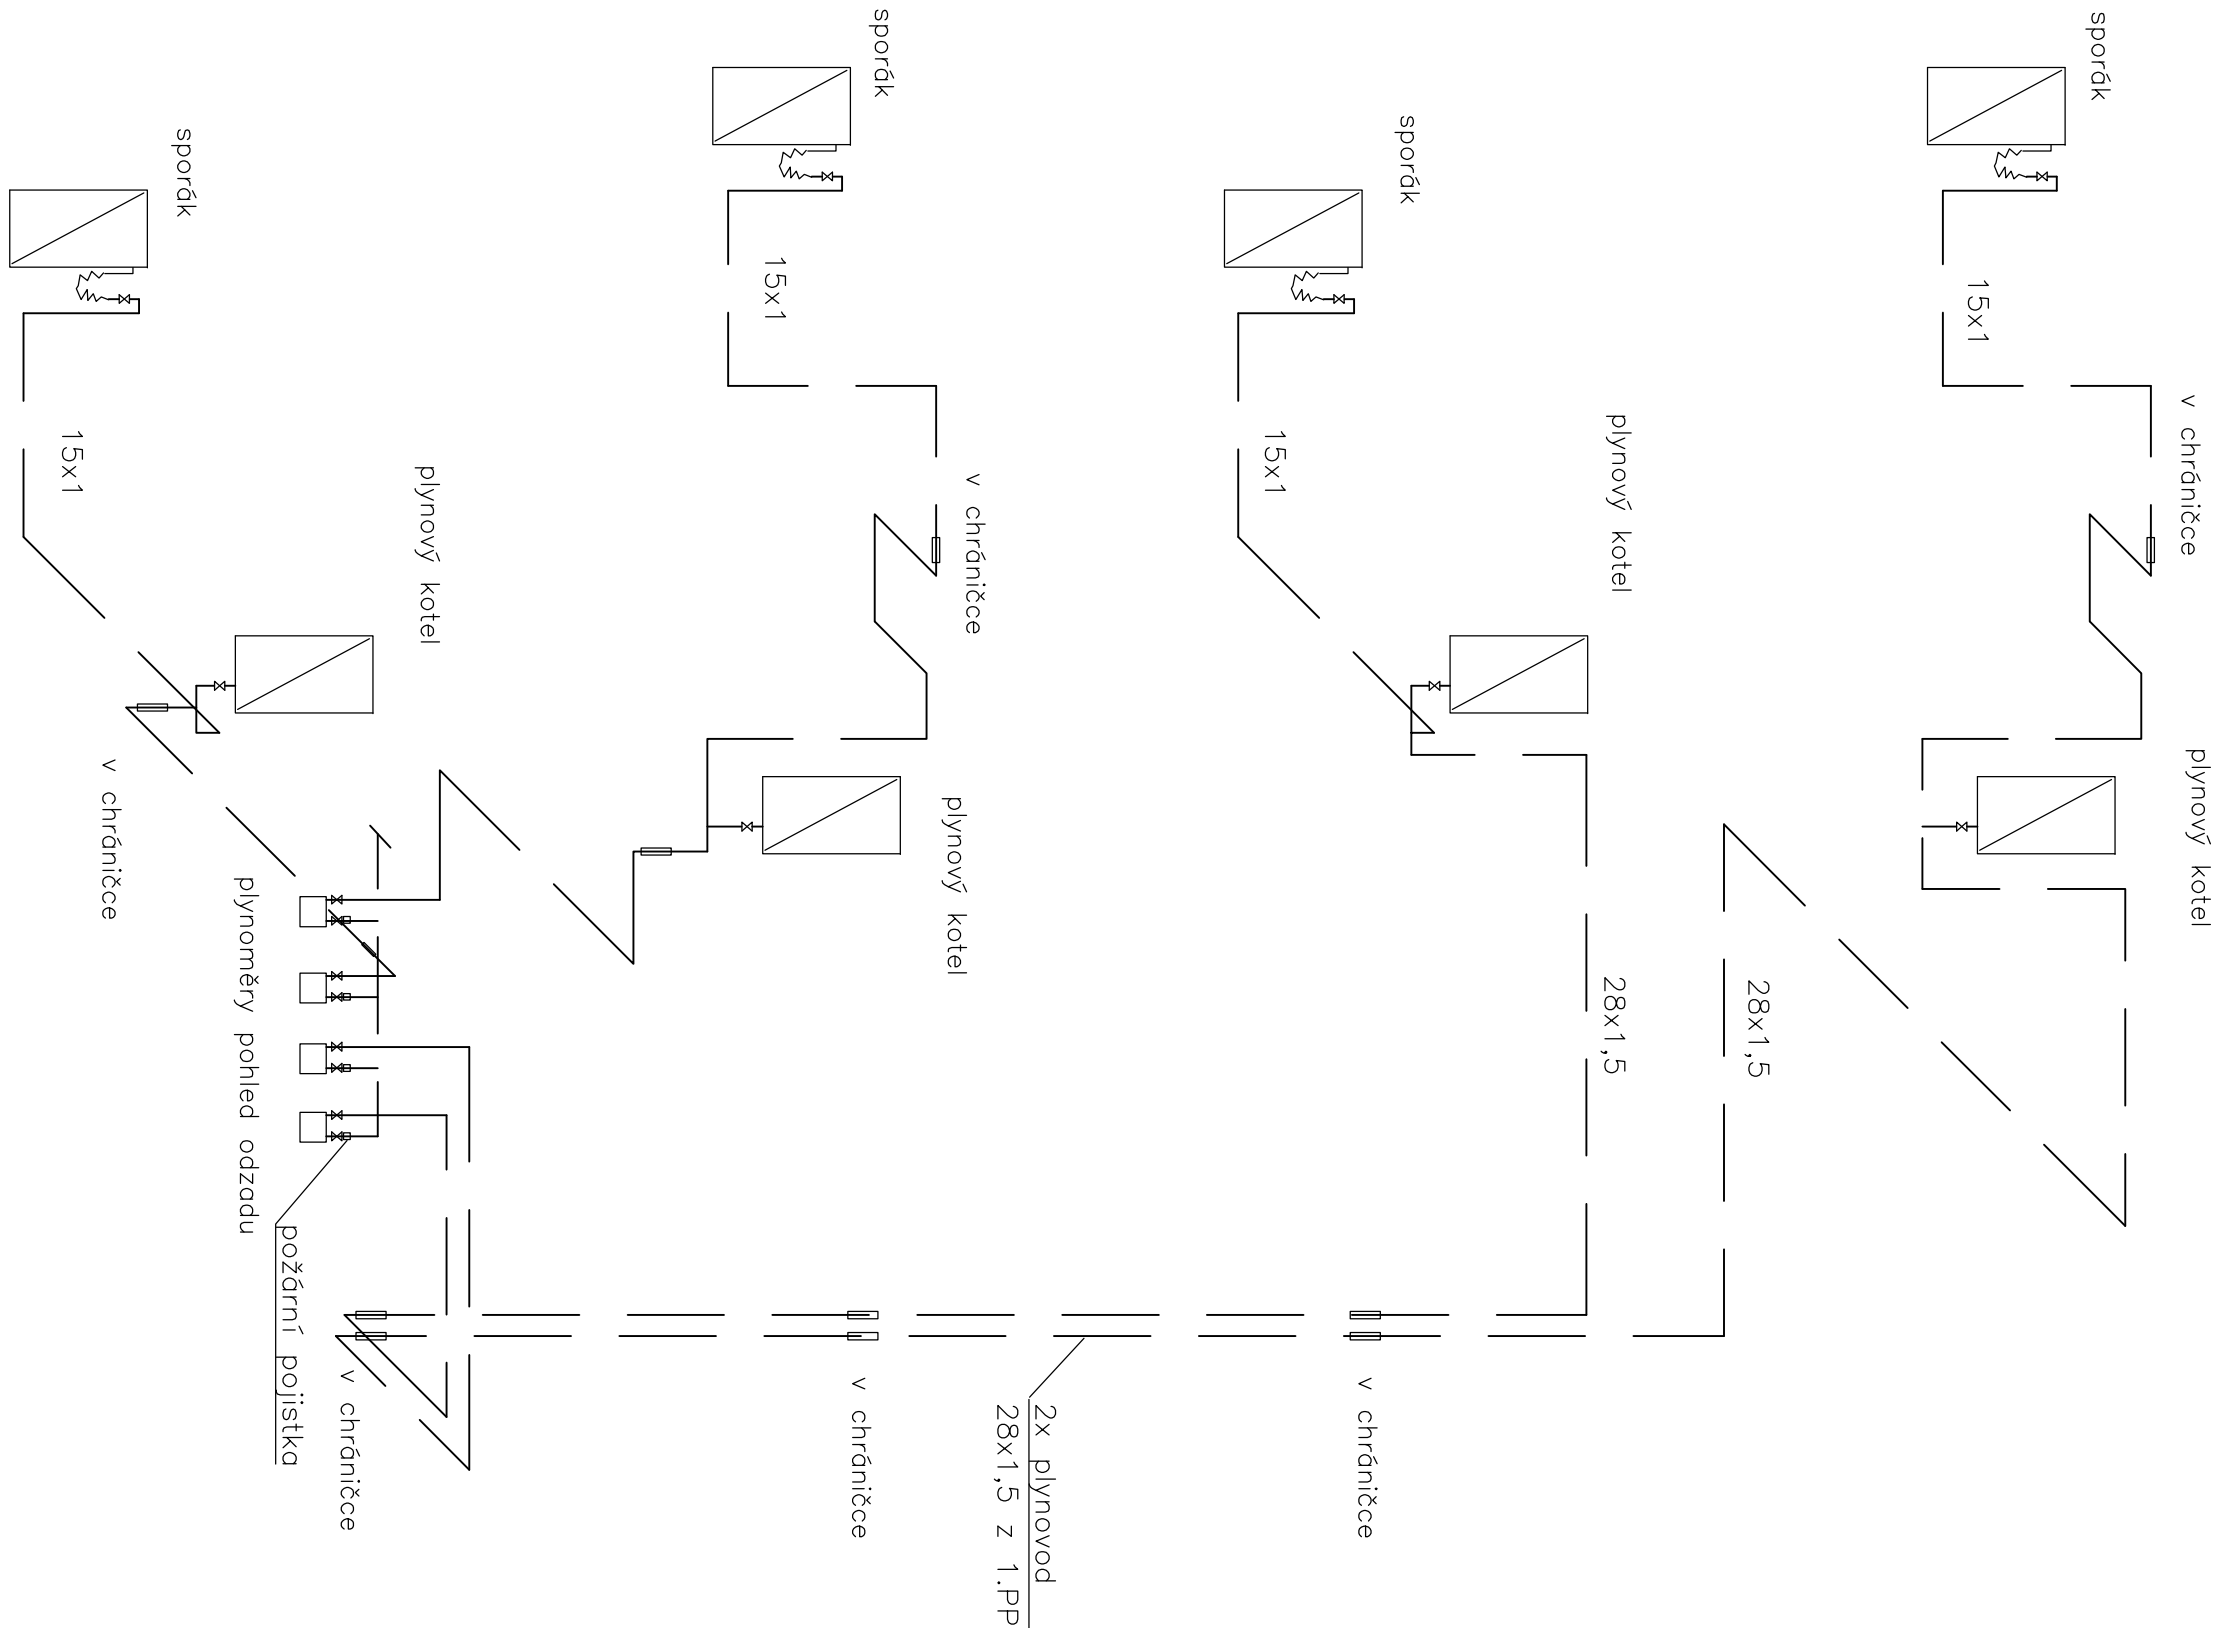 sporák
sporák
sporák
sporák
15x1
15x1
15x1
15x1
v chráničce
plynový kotel
plynový kotel
v chráničce
plynový kotel
plynový kotel
v chráničce
plynoměry pohled odzadu
28x1,5
28x1,5
požární pojistka
v chráničce
v chráničce
v chráničce
2x plynovod
28x1,5 z 1.PP